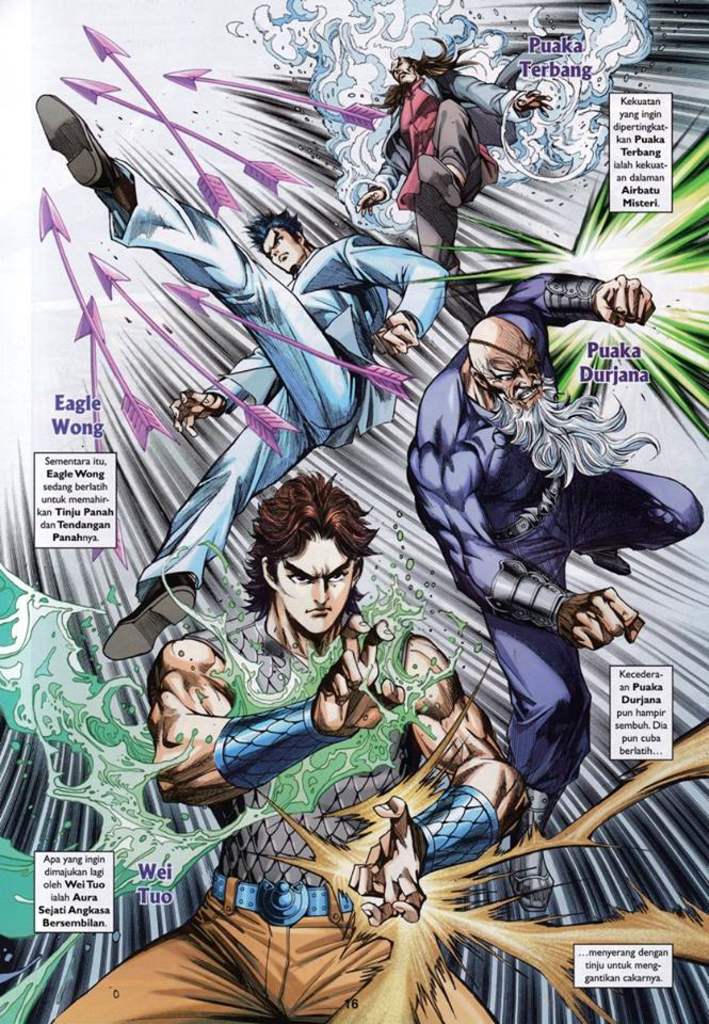 Puaka
Terbang
Kekuatan
yang ingin
dipertingkat-
kan Puaka
Terbang
ialah kekuat-
an dalaman
Airbatu
Misteri.
Puaka
Durjana
Eagle
Wong
Sementara itu,
Eagle Wong
sedang berlatih
untuk memahir-
kan Tinju Panah
dan Tendangan
Panahnya.
Kecedera-
an Puaka
Durjana
pun hampir
sembuh. Dia
pun cuba
berlatih...
Wei
Tuo
Apa yang ingin
dimajukan lagi
oleh Wei Tuo
ialah Aura
Sejati Angkasa
Bersembilan.
...menyerang dengan
tinju untuk meng-
gantikan cakarnya.
16